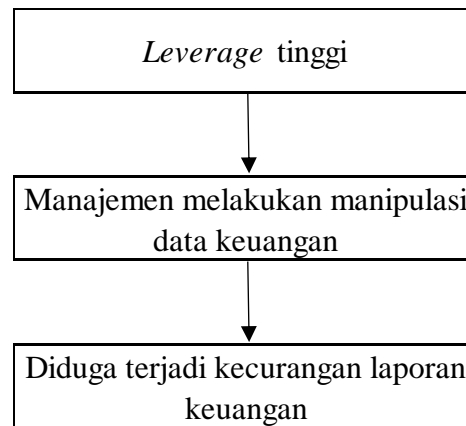 Leverage tinggi
Manajemen melakukan manipulasi
data keuangan
Diduga terjadi kecurangan laporan
keuangan